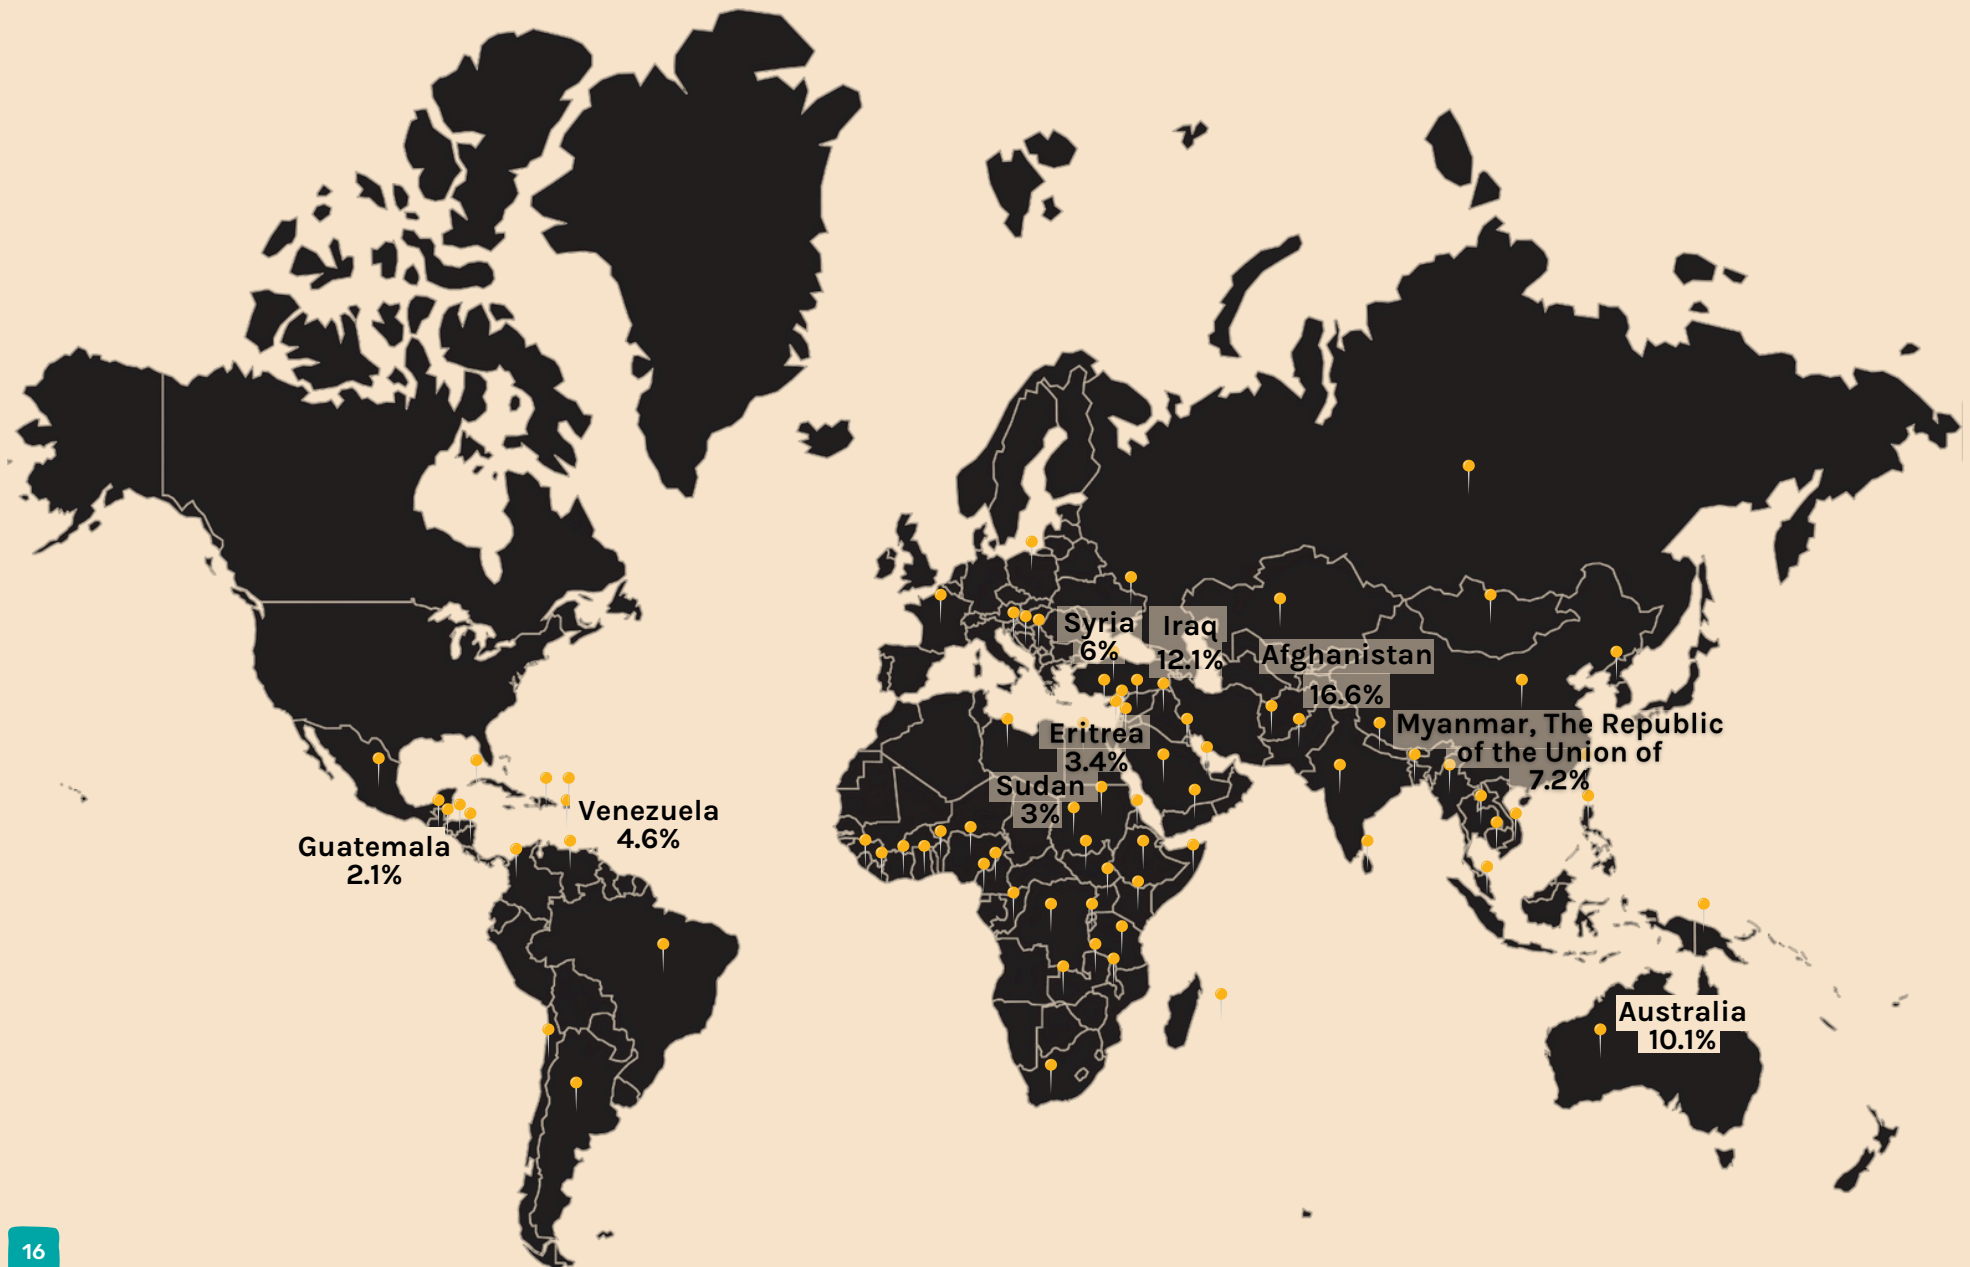 Syria
6%
Iraq
12.1%
Afghanistan
16.6%
Myanmar, The Republic
of the Union of
7.2%
Eritrea
3.4%
Sudan
3%
Venezuela
4.6%
Guatemala
2.1%
Australia
10.1%
16